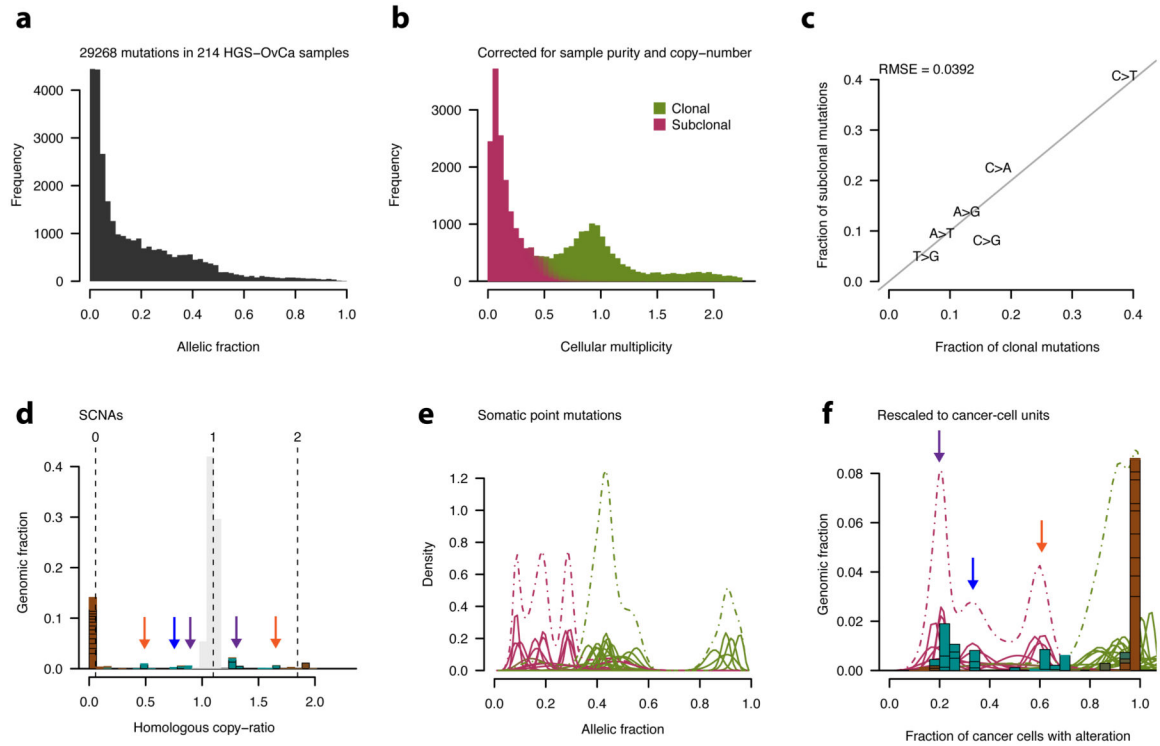 a
29268 mutations in 214 HGS-OvCa samples
Frequency
4000
3000
2000
1000
0
0.0 0.2 0.4 0.6 0.8 1.0
Allelic fraction
b
Corrected for sample purity and copy-number
Clonal
Subclonal
Frequency
3000
2000
1000
0
0.0 0.5 1.0 1.5 2.0
Cellular multiplicity
c
RMSE = 0.0392
C>T
C>A
A>G
A>T
C>G
T>G
Fraction of subclonal mutations
0.4
0.3
0.2
0.1
0.0
0.0 0.1 0.2 0.3 0.4
Fraction of clonal mutations
d
SCNAs
0 1 2
Genomic fraction
0.4
0.3
0.2
0.1
0.0
0.0 0.5 1.0 1.5 2.0
Homologous copy-ratio
e
Somatic point mutations
Density
1.2
1.0
0.8
0.6
0.4
0.2
0.0
0.0 0.2 0.4 0.6 0.8 1.0
Allelic fraction
f
Rescaled to cancer-cell units
Genomic fraction
0.08
0.06
0.04
0.02
0.00
0.0 0.2 0.4 0.6 0.8 1.0
Fraction of cancer cells with alteration